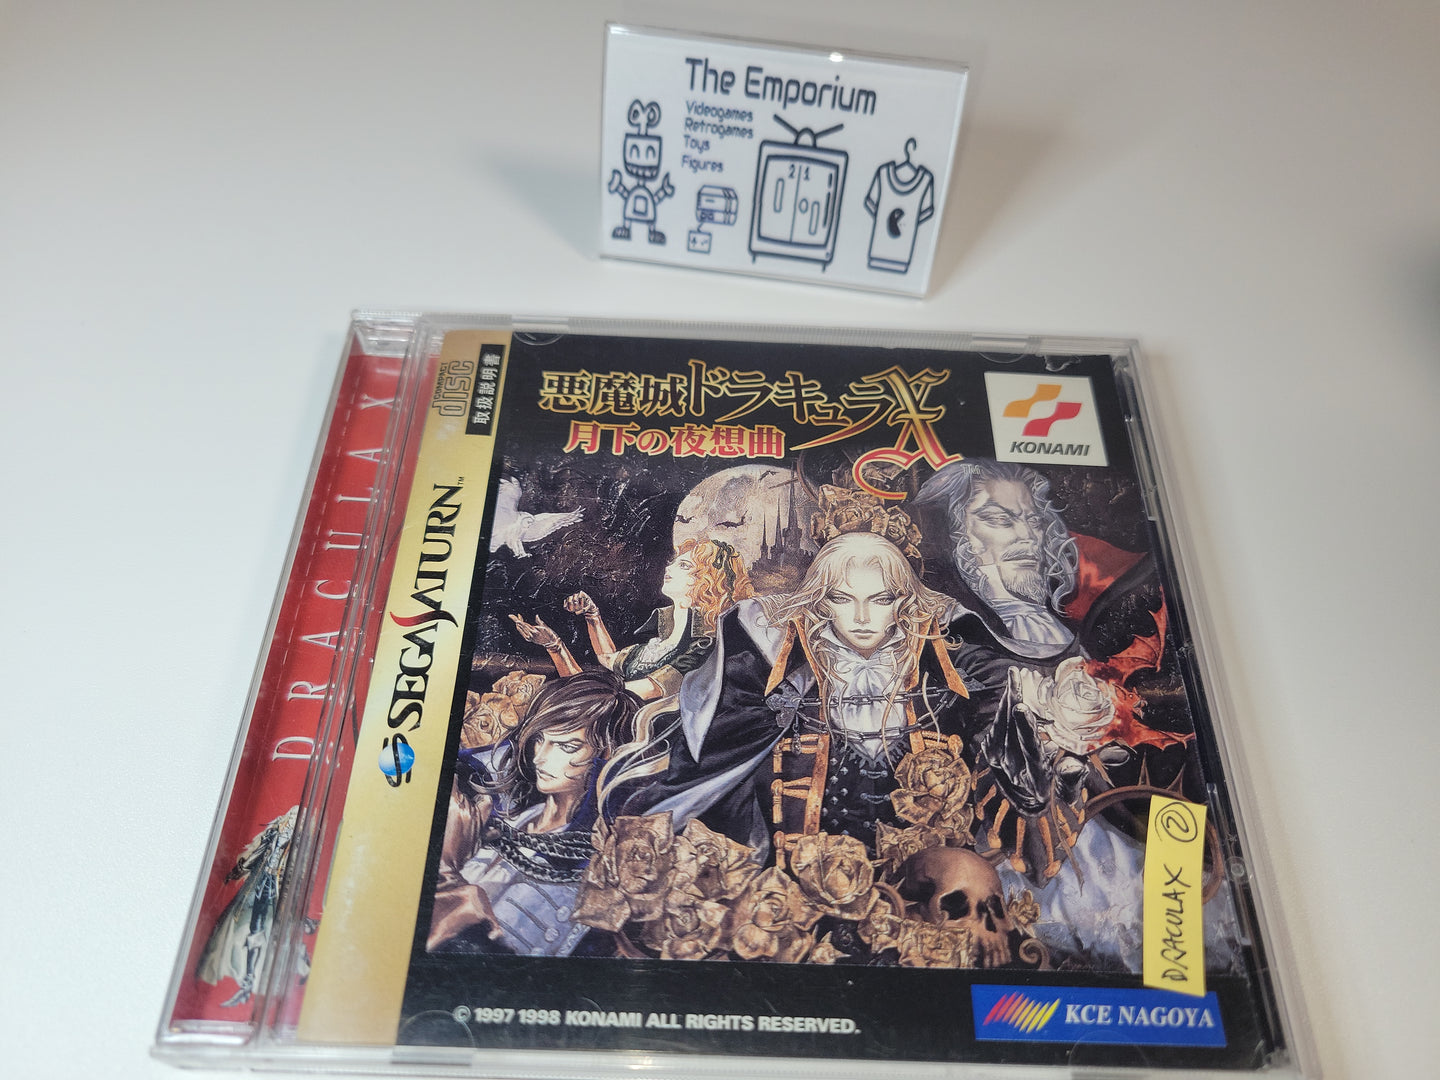 The Emporium
Videogames
Retrogames
Toys
Figures
2 1
DRACULA X
COMPACT
disc
取扱説明書
SEGA SATURN™
悪魔城ドラキュラX
月下の夜想曲
TM
KONAMI
DRACULAX ②
© 1997 1998 KONAMI ALL RIGHTS RESERVED.
KCE NAGOYA